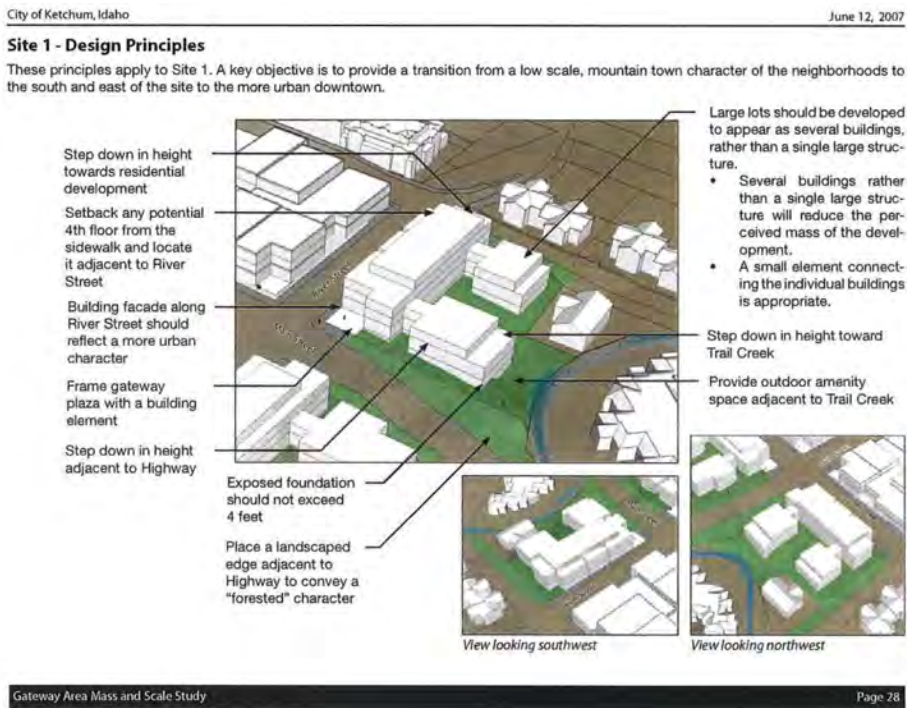 City of Ketchum, Idaho
June 12, 2007
Site 1 - Design Principles
These principles apply to Site 1. A key objective is to provide a transition from a low scale, mountain town character of the neighborhoods to
the south and east of the site to the more urban downtown.
Step down in height
towards residential
development
Setback any potential
4th floor from the
sidewalk and locate
it adjacent to River
Street
Building facade along
River Street should
reflect a more urban
character
Frame gateway
plaza with a building
element
Step down in height
adjacent to Highway
Exposed foundation
should not exceed
4 feet
Place a landscaped
edge adjacent to
Highway to convey a
"forested" character
Large lots should be developed
to appear as several buildings,
rather than a single large struc-
ture.
• Several buildings rather
than a single large struc-
ture will reduce the per-
ceived mass of the devel-
opment.
• A small element connect-
ing the individual buildings
is appropriate.
Step down in height toward
Trail Creek
Provide outdoor amenity
space adjacent to Trail Creek
River Street
Main Street
View looking southwest
View looking northwest
Gateway Area Mass and Scale Study
Page 28